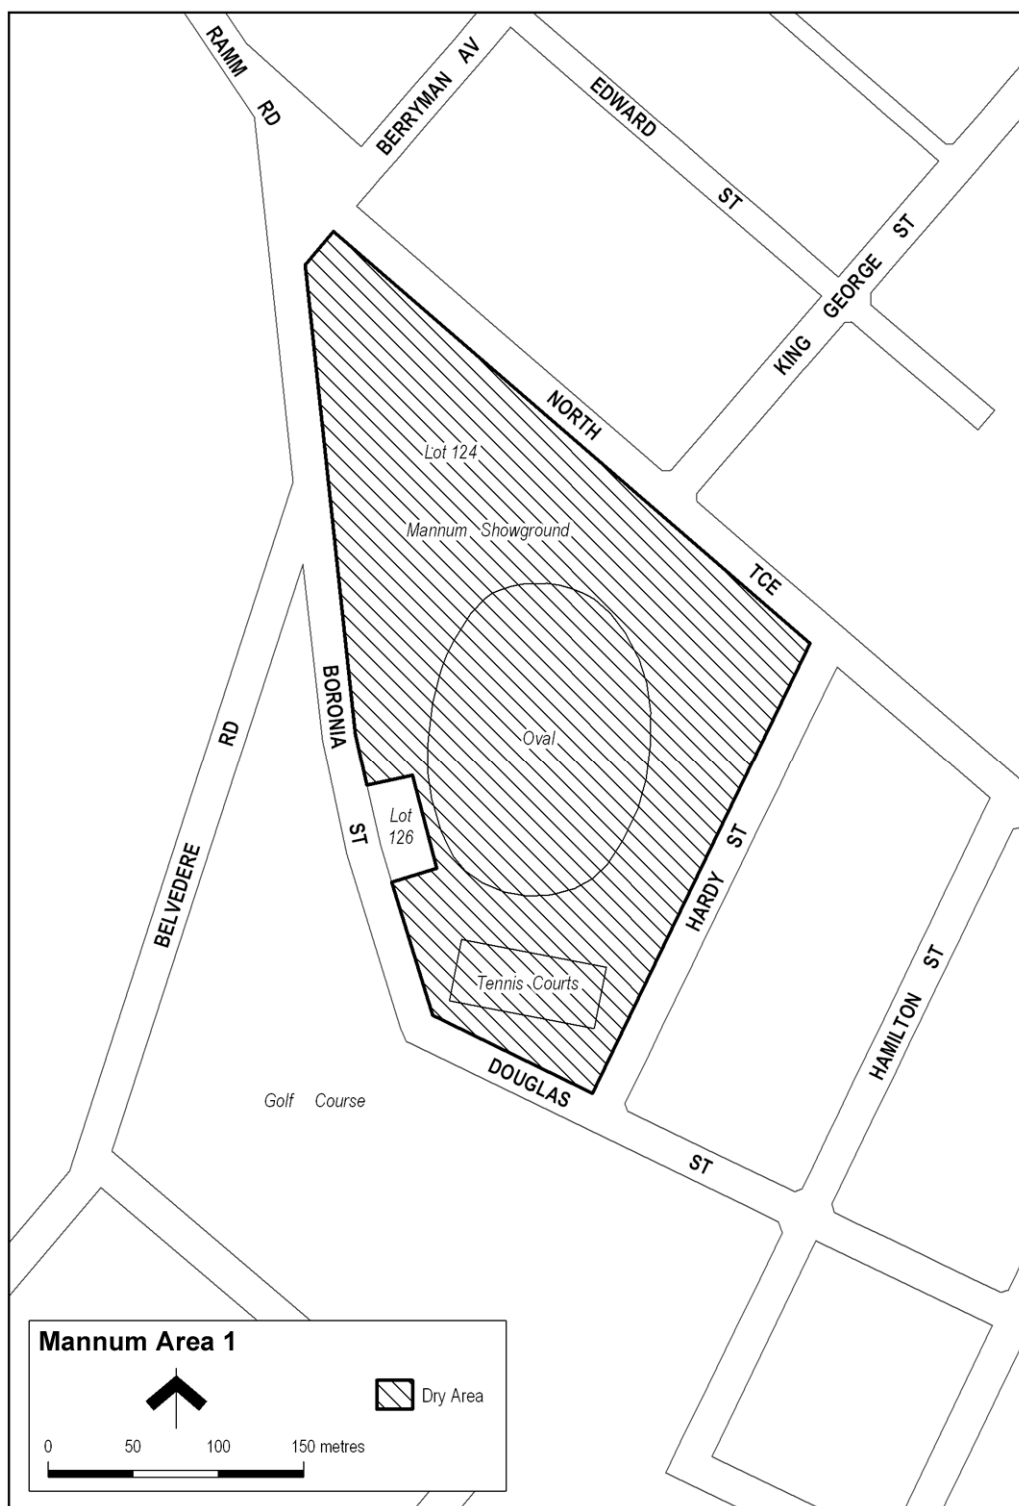 RAMM RD
BERRYMAN AV
EDWARD ST
KING GEORGE ST
NORTH TCE
Lot 124
Mannum Showground
Oval
BORONIA ST
Lot
126
HARDY ST
BELVEDERE RD
HAMILTON ST
Tennis Courts
DOUGLAS ST
Golf Course
Mannum Area 1
Dry Area
0 50 100 150 metres